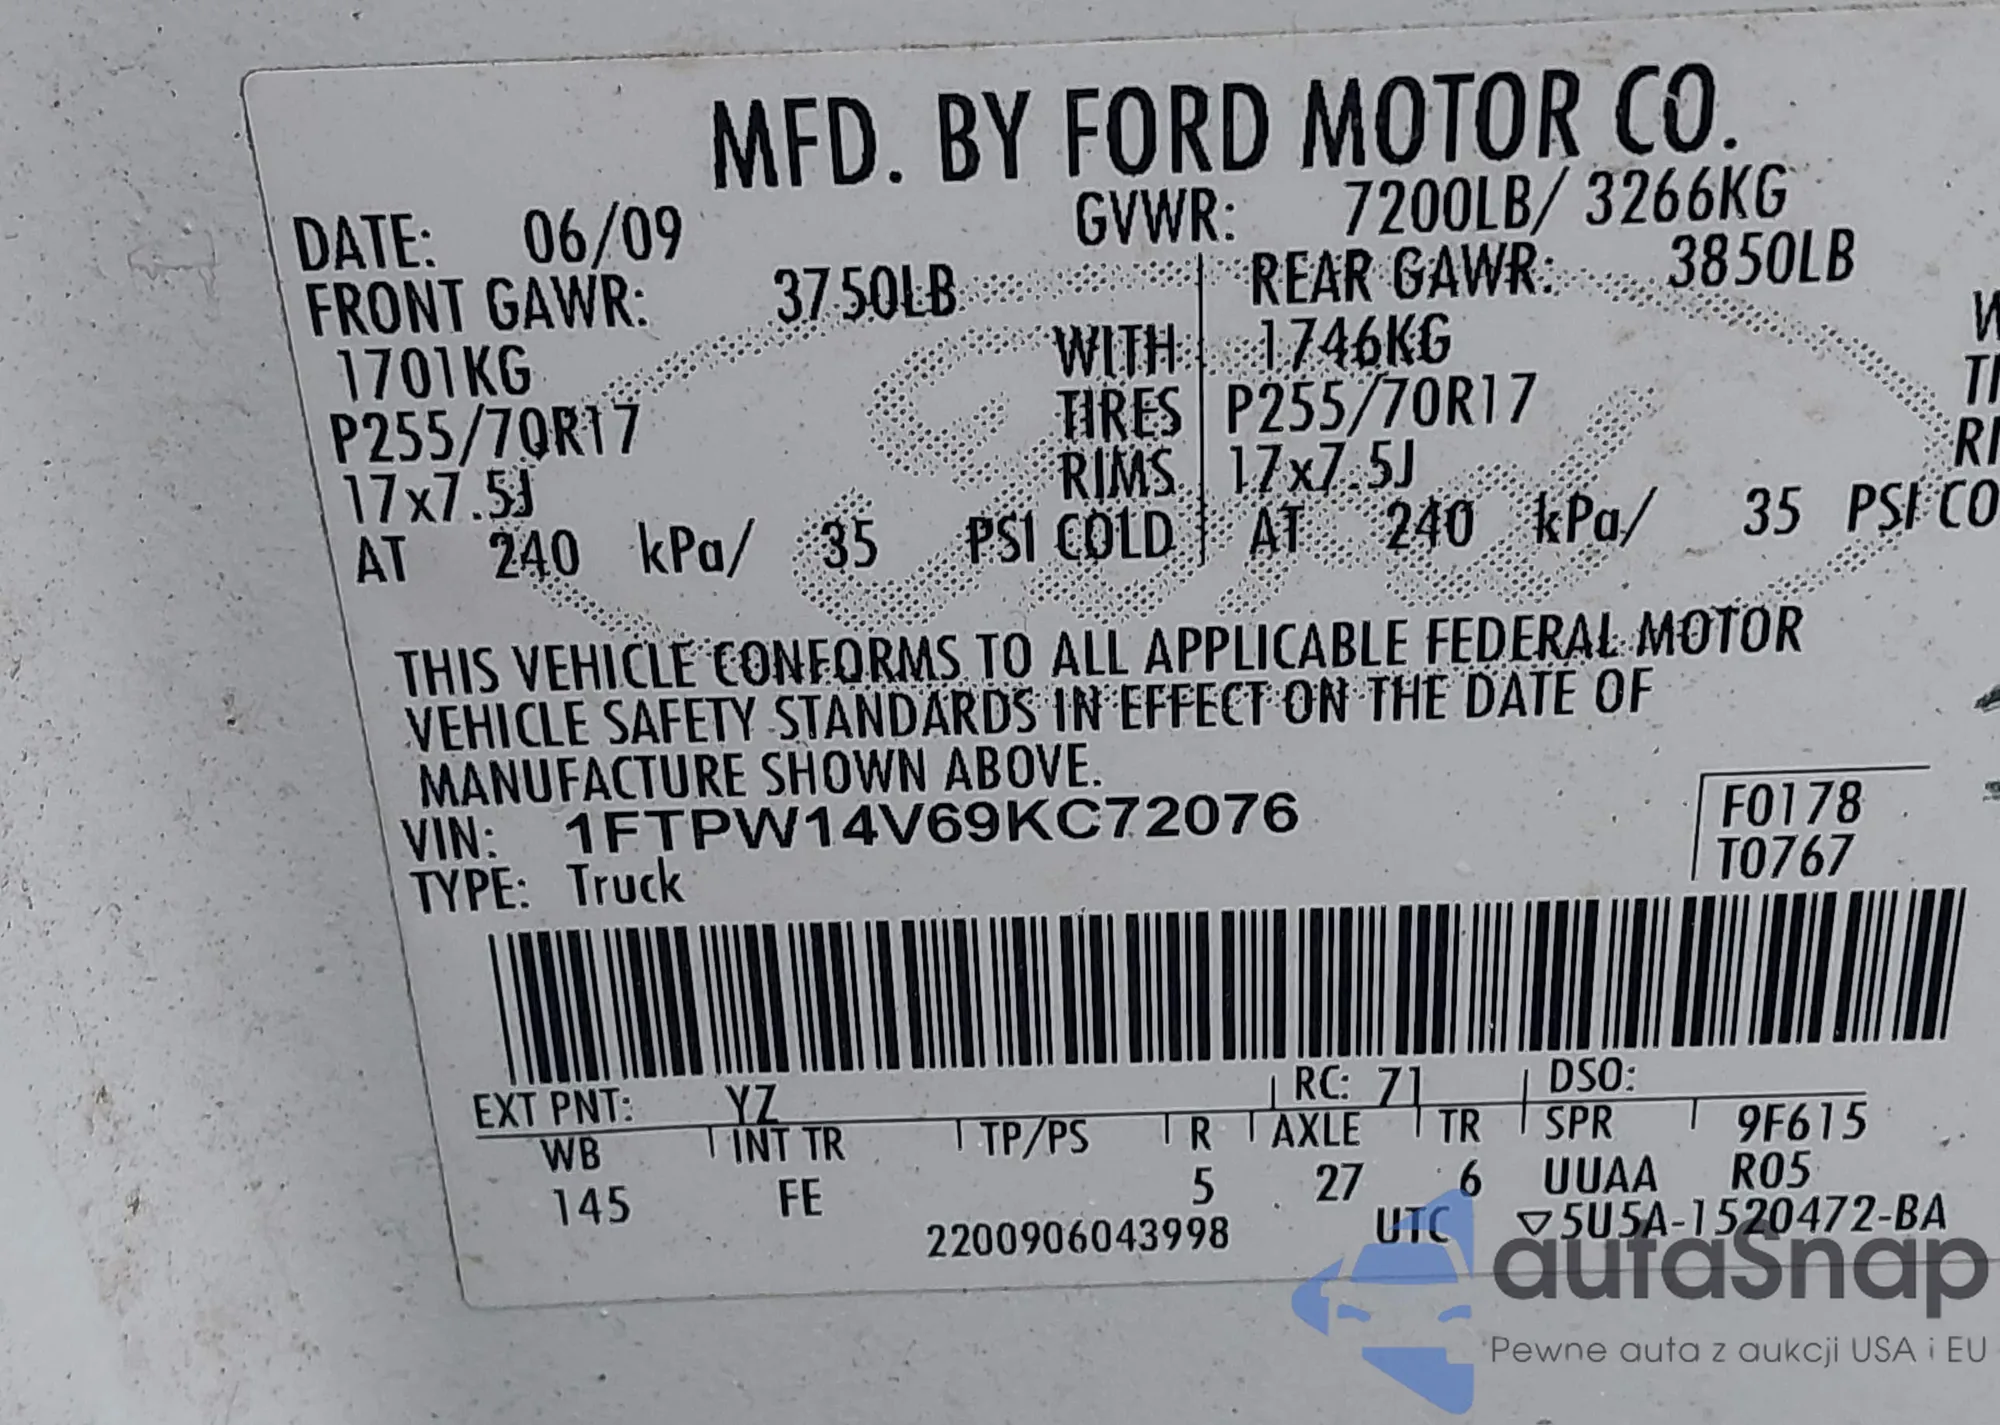 MFD. BY FORD MOTOR CO.
DATE: 06/09 GVWR: 7200LB/ 3266KG
FRONT GAWR: 3750LB REAR GAWR: 3850LB
1701KG WITH 1746KG
P255/70R17 TIRES P255/70R17
17x7.5J RIMS 17x7.5J
AT 240 kPa/ 35 PSI COLD AT 240 kPa/ 35 PSI CO
THIS VEHICLE CONFORMS TO ALL APPLICABLE FEDERAL MOTOR
VEHICLE SAFETY STANDARDS IN EFFECT ON THE DATE OF
MANUFACTURE SHOWN ABOVE.
VIN: 1FTPW14V69KC72076 F0178
TYPE: Truck T0767
EXT PNT: YZ RC: 71 DSO:
WB INT TR TP/PS R AXLE TR SPR 9F615
145 FE 5 27 6 UUAA R05
2200906043998 UTC ▽5U5A-1520472-BA
autaSnap
Pewne auta z aukcji USA i EU